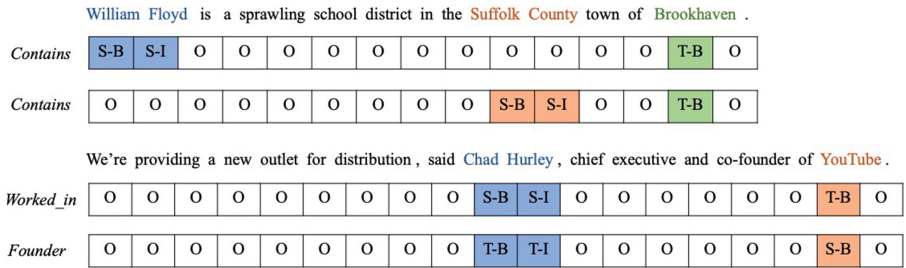 William Floyd is a sprawling school district in the Suffolk County town of Brookhaven .
Contains S-B S-I O O O O O O O O O O O T-B O
Contains O O O O O O O O O S-B S-I O O T-B O
We're providing a new outlet for distribution , said Chad Hurley , chief executive and co-founder of YouTube .
Worked_in O O O O O O O O O S-B S-I O O O O O O T-B O
Founder O O O O O O O O O T-B T-I O O O O O O S-B O